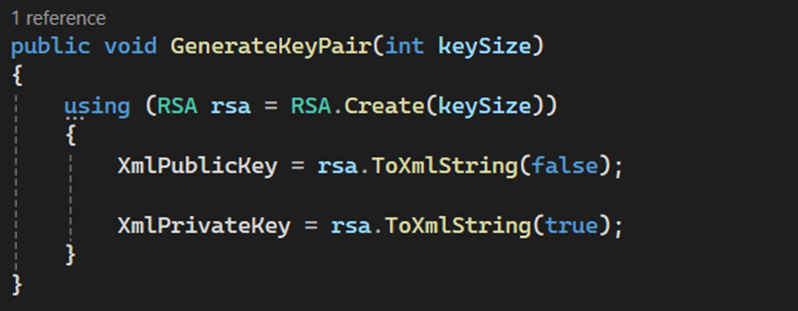 1 reference
public void GenerateKeyPair(int keySize)
{
using (RSA rsa = RSA.Create(keySize))
{
XmlPublicKey = rsa.ToXmlString(false);
XmlPrivateKey = rsa.ToXmlString(true);
}
}